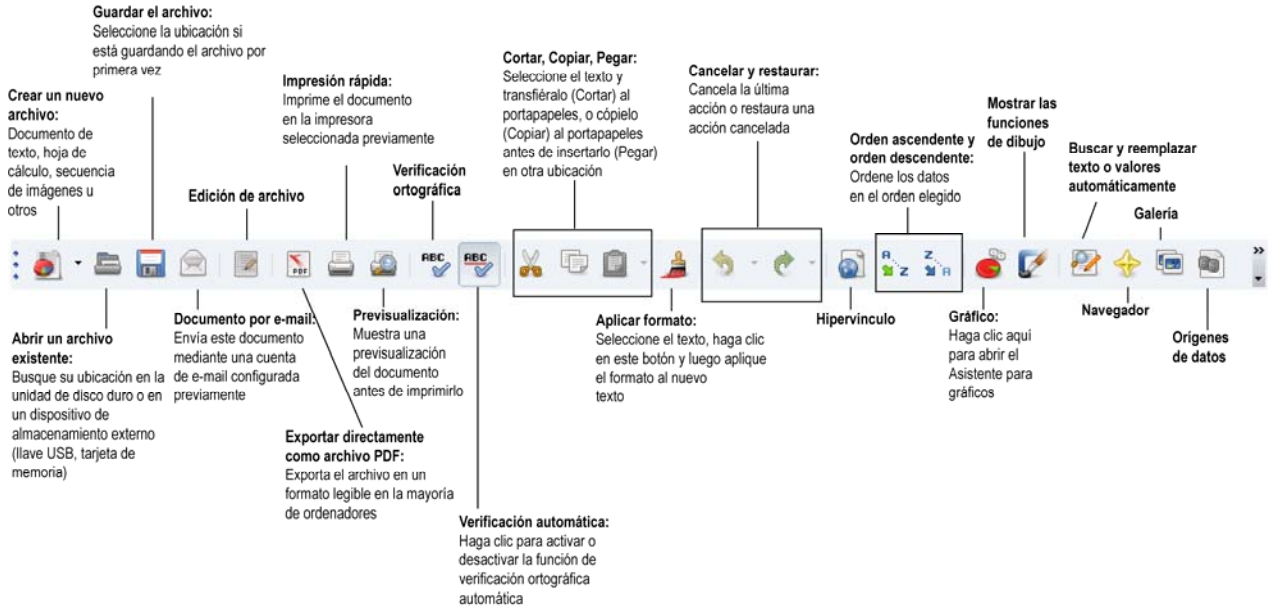 Guardar el archivo:
Seleccione la ubicación si
está guardando el archivo por
primera vez
Crear un nuevo
archivo:
Documento de
texto, hoja de
cálculo, secuencia
de imágenes u
otros
Edición de archivo
Impresión rápida:
Imprime el documento
en la impresora
seleccionada previamente
Verificación
ortográfica
Cortar, Copiar, Pegar:
Seleccione el texto y
transfiéralo (Cortar) al
portapapeles, o cópielo
(Copiar) al portapapeles
antes de insertarlo (Pegar)
en otra ubicación
Cancelar y restaurar:
Cancela la última
acción o restaura una
acción cancelada
Orden ascendente y
orden descendente:
Ordene los datos
en el orden elegido
Mostrar las
funciones
de dibujo
Buscar y reemplazar
texto o valores
automáticamente
Galería
PDF
ABC
ABC
A
Z
Z
A
Abrir un archivo
existente:
Busque su ubicación en la
unidad de disco duro o en
un dispositivo de
almacenamiento externo
(llave USB, tarjeta de
memoria)
Documento por e-mail:
Envía este documento
mediante una cuenta
de e-mail configurada
previamente
Previsualización:
Muestra una
previsualización
del documento
antes de imprimirlo
Exportar directamente
como archivo PDF:
Exporta el archivo en un
formato legible en la mayoría
de ordenadores
Verificación automática:
Haga clic para activar o
desactivar la función de
verificación ortográfica
automática
Aplicar formato:
Seleccione el texto, haga clic
en este botón y luego aplique
el formato al nuevo
texto
Hipervínculo
Gráfico:
Haga clic aquí
para abrir el
Asistente para
gráficos
Navegador
Orígenes
de datos